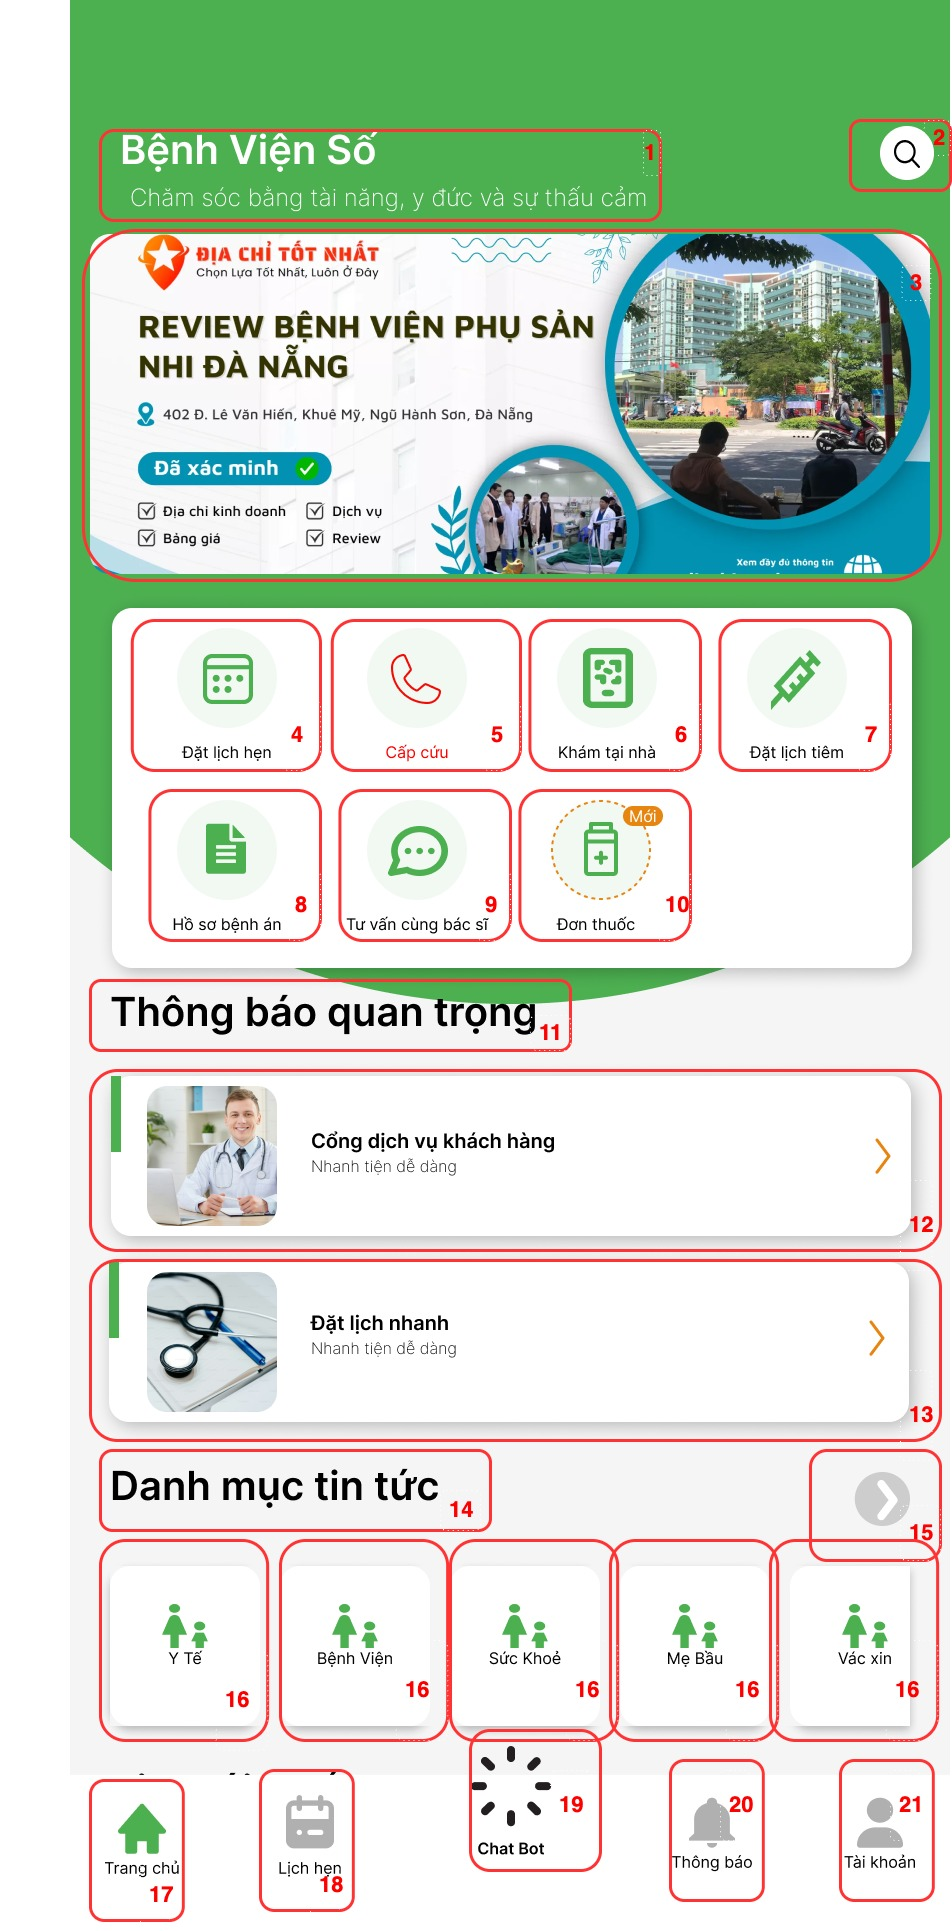 Bệnh Viện Số
1
2
Chăm sóc bằng tài năng, y đức và sự thấu cảm
ĐỊA CHỈ TỐT NHẤT
Chọn Lựa Tốt Nhất, Luôn Ở Đây
3
REVIEW BỆNH VIỆN PHỤ SẢN
NHI ĐÀ NẴNG
402 Đ. Lê Văn Hiến, Khuê Mỹ, Ngũ Hành Sơn, Đà Nẵng
Đã xác minh
Địa chỉ kinh doanh
Dịch vụ
Bảng giá
Review
Xem đầy đủ thông tin
4
5
6
7
Đặt lịch hẹn
Cấp cứu
Khám tại nhà
Đặt lịch tiêm
Mới
8
9
10
Hồ sơ bệnh án
Tư vấn cùng bác sĩ
Đơn thuốc
Thông báo quan trọng
11
Cổng dịch vụ khách hàng
Nhanh tiện dễ dàng
12
Đặt lịch nhanh
Nhanh tiện dễ dàng
13
Danh mục tin tức
14
15
Y Tế
Bệnh Viện
Sức Khoẻ
Mẹ Bầu
Vác xin
16
16
16
16
16
19
20
21
Chat Bot
Trang chủ
Lịch hẹn
Thông báo
Tài khoản
17
18